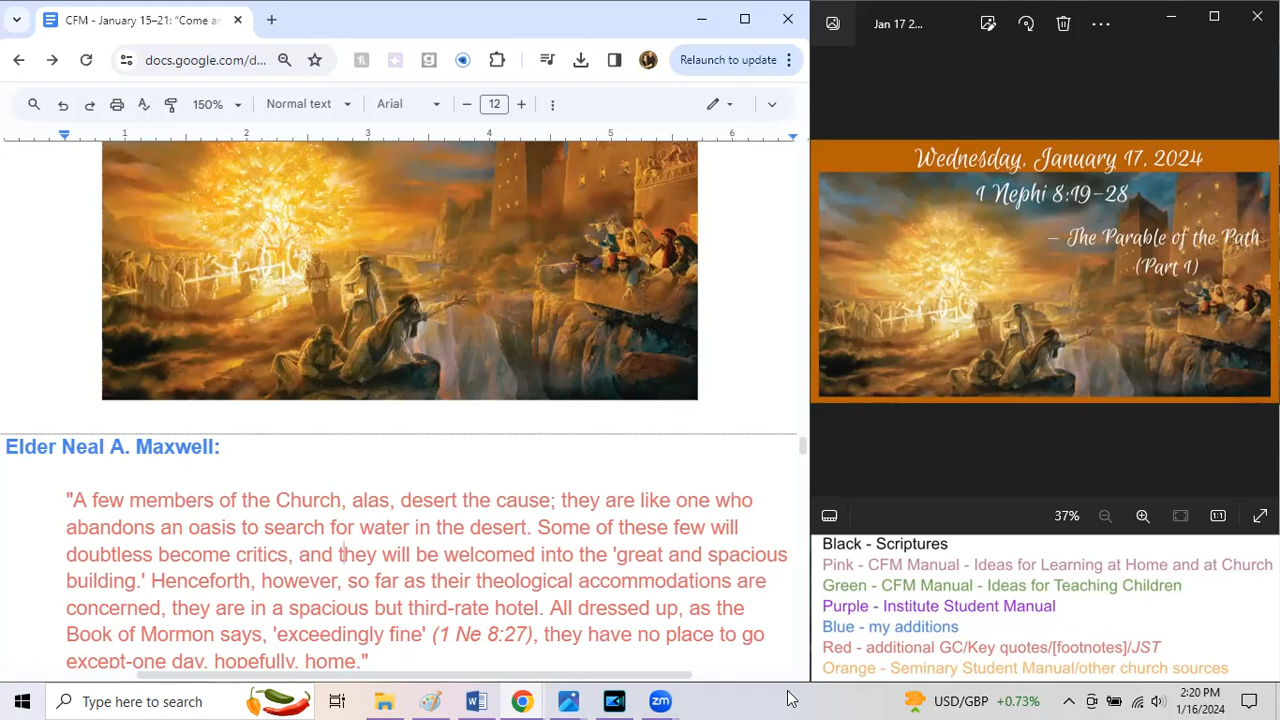 CFM - January 15–21: "Come a
Jan 17 2...
docs.google.com/d...
Relaunch to update
150%
Normal text
Arial
12
1 2 3 4 5 6
Wednesday, January 17, 2024
1 Nephi 8:19-28
- The Parable of the Path
(Part 1)
Elder Neal A. Maxwell:
"A few members of the Church, alas, desert the cause; they are like one who
abandons an oasis to search for water in the desert. Some of these few will
doubtless become critics, and they will be welcomed into the 'great and spacious
building.' Henceforth, however, so far as their theological accommodations are
concerned, they are in a spacious but third-rate hotel. All dressed up, as the
Book of Mormon says, 'exceedingly fine' (1 Ne 8:27), they have no place to go
except-one day, hopefully, home."
37%
1:1
Black - Scriptures
Pink - CFM Manual - Ideas for Learning at Home and at Church
Green - CFM Manual - Ideas for Teaching Children
Purple - Institute Student Manual
Blue - my additions
Red - additional GC/Key quotes/[footnotes]/JST
Orange - Seminary Student Manual/other church sources
Type here to search
zm
USD/GBP +0.73%
2:20 PM
1/16/2024